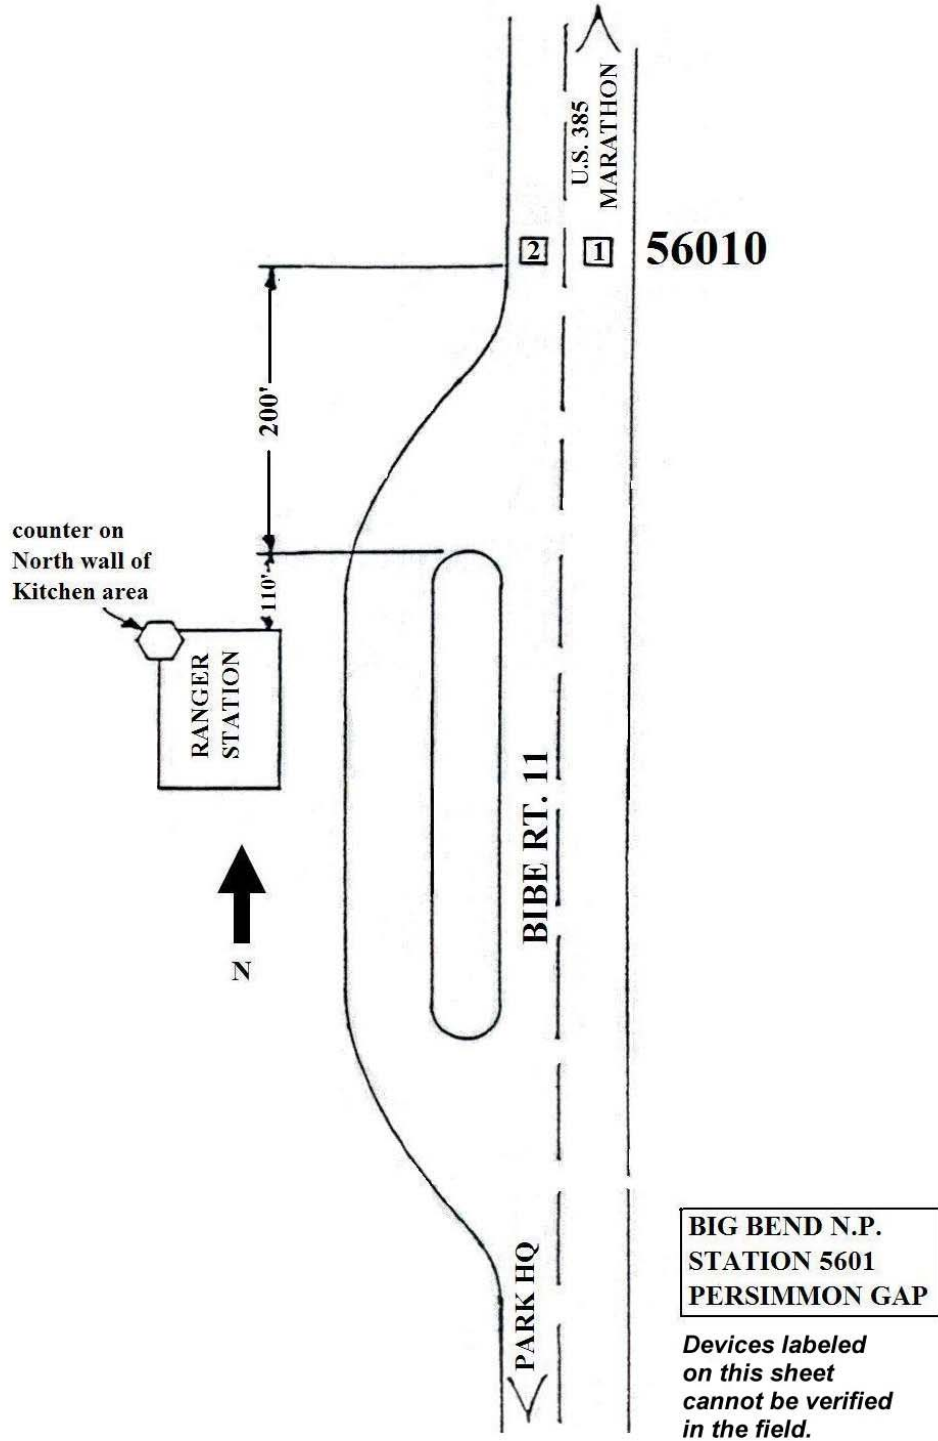 U.S. 385
MARATHON
2
1
56010
200'
counter on
North wall of
Kitchen area
110'
RANGER
STATION
N
BIBE RT. 11
PARK HQ
BIG BEND N.P.
STATION 5601
PERSIMMON GAP
Devices labeled
on this sheet
cannot be verified
in the field.